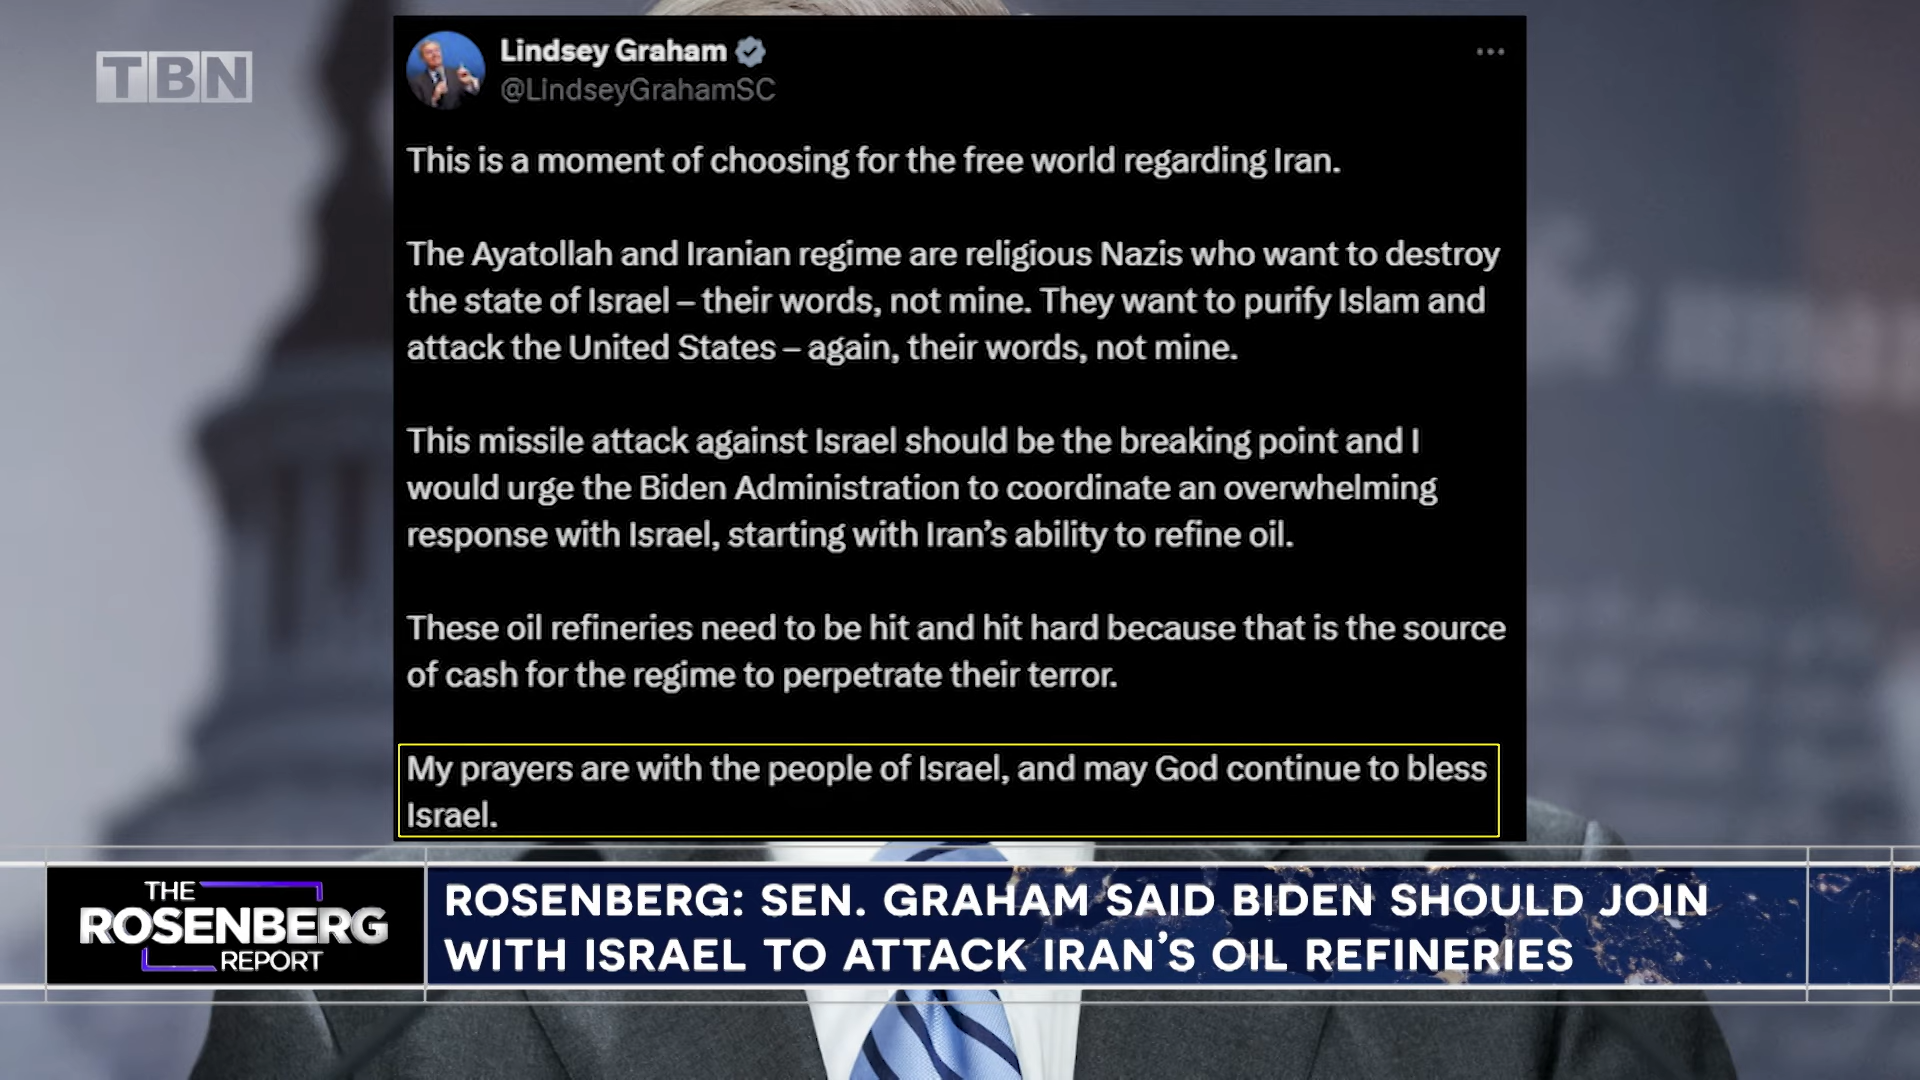 TBN
Lindsey Graham
@LindseyGrahamSC
This is a moment of choosing for the free world regarding Iran.
The Ayatollah and Iranian regime are religious Nazis who want to destroy
the state of Israel – their words, not mine. They want to purify Islam and
attack the United States – again, their words, not mine.
This missile attack against Israel should be the breaking point and I
would urge the Biden Administration to coordinate an overwhelming
response with Israel, starting with Iran’s ability to refine oil.
These oil refineries need to be hit and hit hard because that is the source
of cash for the regime to perpetrate their terror.
My prayers are with the people of Israel, and may God continue to bless
Israel.
THE
ROSENBERG
REPORT
ROSENBERG: SEN. GRAHAM SAID BIDEN SHOULD JOIN
WITH ISRAEL TO ATTACK IRAN’S OIL REFINERIES